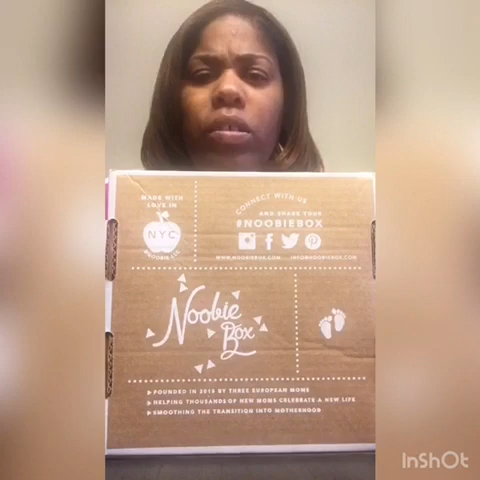 MADE WITH
LOVE IN
NYC
NOOBIE BOX
CONNECT WITH US
AND SHARE YOUR
#NOOBIEBOX
WWW.NOOBIEBOX.COM INFO@NOOBIEBOX.COM
Noobie
Box
FOUNDED IN 2015 BY THREE EUROPEAN MOMS
HELPING THOUSANDS OF NEW MOMS CELEBRATE A NEW LIFE
SMOOTHING THE TRANSITION INTO MOTHERHOOD
InShOt